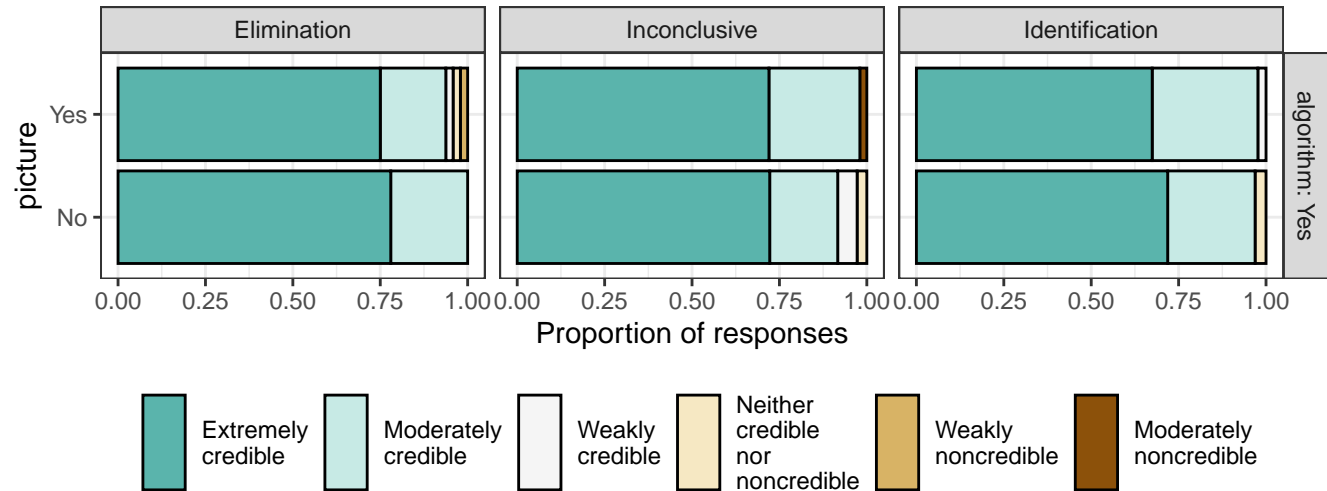 Elimination
Inconclusive
Identification
picture
Yes
No
algorithm: Yes
0.00 0.25 0.50 0.75 1.00 0.00 0.25 0.50 0.75 1.00 0.00 0.25 0.50 0.75 1.00
Proportion of responses
Extremely
credible
Moderately
credible
Weakly
credible
Neither
credible
nor
noncredible
Weakly
noncredible
Moderately
noncredible